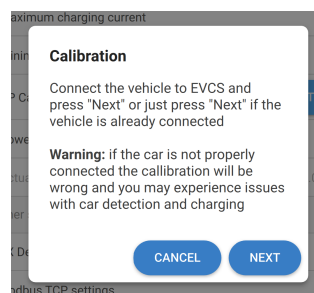 maximum charging current
Calibration
Connect the vehicle to EVCS and
press "Next" or just press "Next" if the
vehicle is already connected
Warning: if the car is not properly
connected the callibration will be
wrong and you may experience issues
with car detection and charging
CANCEL
NEXT
TCP settings